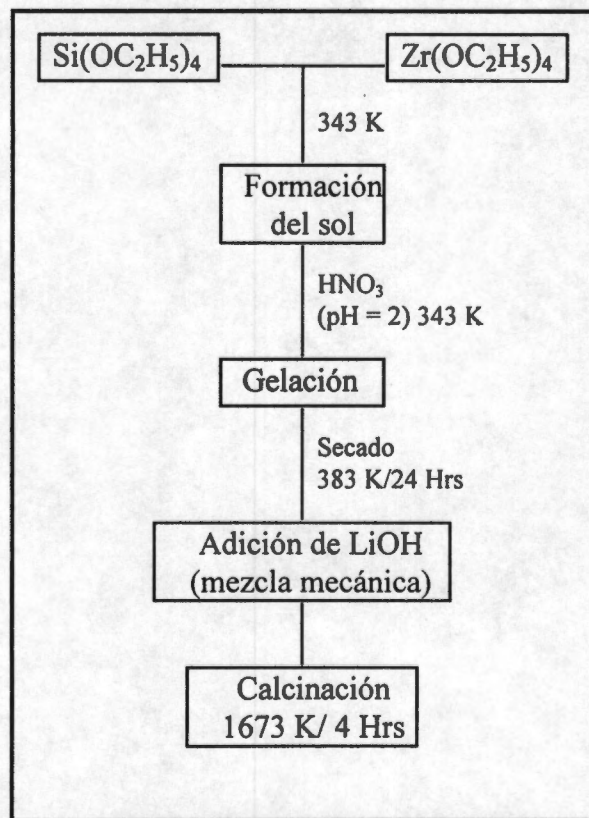 Si(OC₂H₅)₄ Zr(OC₂H₅)₄
343 K
Formación
del sol
HNO₃
(pH = 2) 343 K
Gelación
Secado
383 K/24 Hrs
Adición de LiOH
(mezcla mecánica)
Calcinación
1673 K/ 4 Hrs